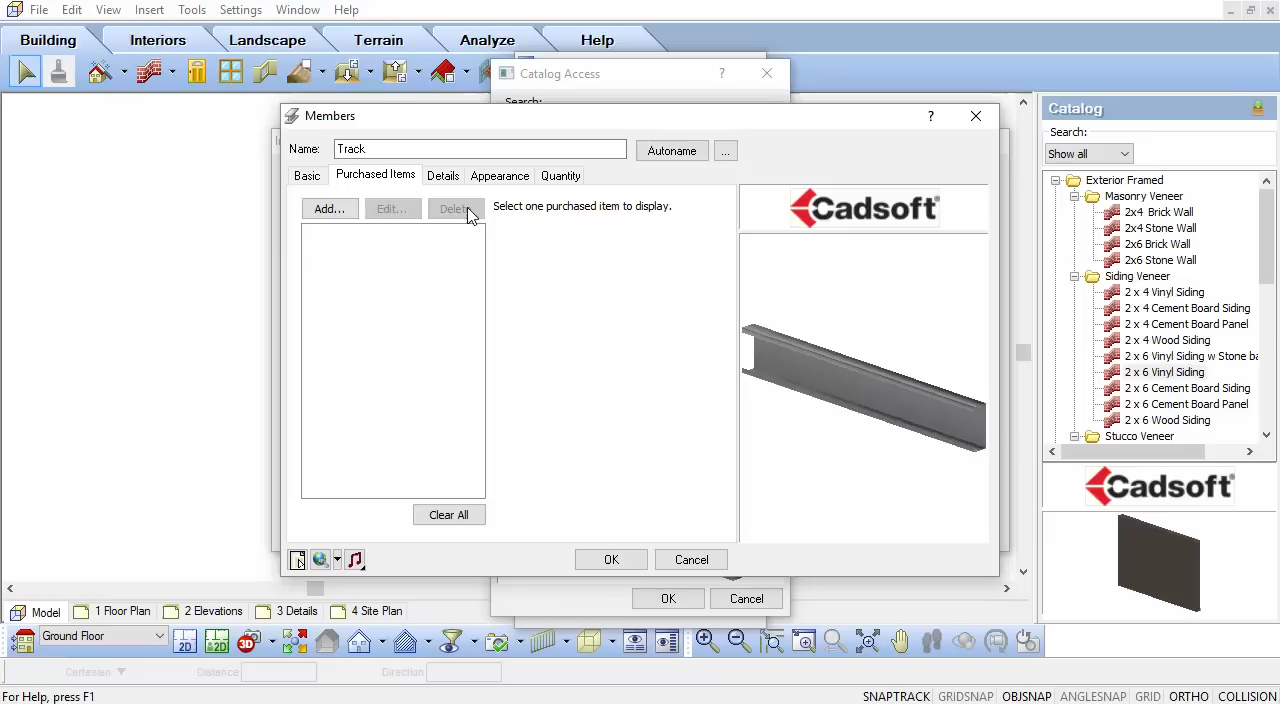 File Edit View Insert Tools Settings Window Help
Building Interiors Landscape Terrain Analyze Help
Catalog Access ?
Search:
Members ?
Name: Track Autoname ...
Basic Purchased Items Details Appearance Quantity
Add... Edit... Select one purchased item to display.
Cadsoft
Clear All
OK Cancel
OK Cancel
Catalog
Search:
Show all
Exterior Framed
Masonry Veneer
2x4 Brick Wall
2x4 Stone Wall
2x6 Brick Wall
2x6 Stone Wall
Siding Veneer
2 x 4 Vinyl Siding
2 x 4 Cement Board Siding
2 x 4 Cement Board Panel
2 x 4 Wood Siding
2 x 6 Vinyl Siding w Stone ba
2 x 6 Vinyl Siding
2 x 6 Cement Board Siding
2 x 6 Cement Board Panel
2 x 6 Wood Siding
Stucco Veneer
Cadsoft
Model 1 Floor Plan 2 Elevations 3 Details 4 Site Plan
Ground Floor 2D 2D 3D
Cartesian Distance Direction
For Help, press F1 SNAPTRACK GRIDSNAP OBJSNAP ANGLESNAP GRID ORTHO COLLISION